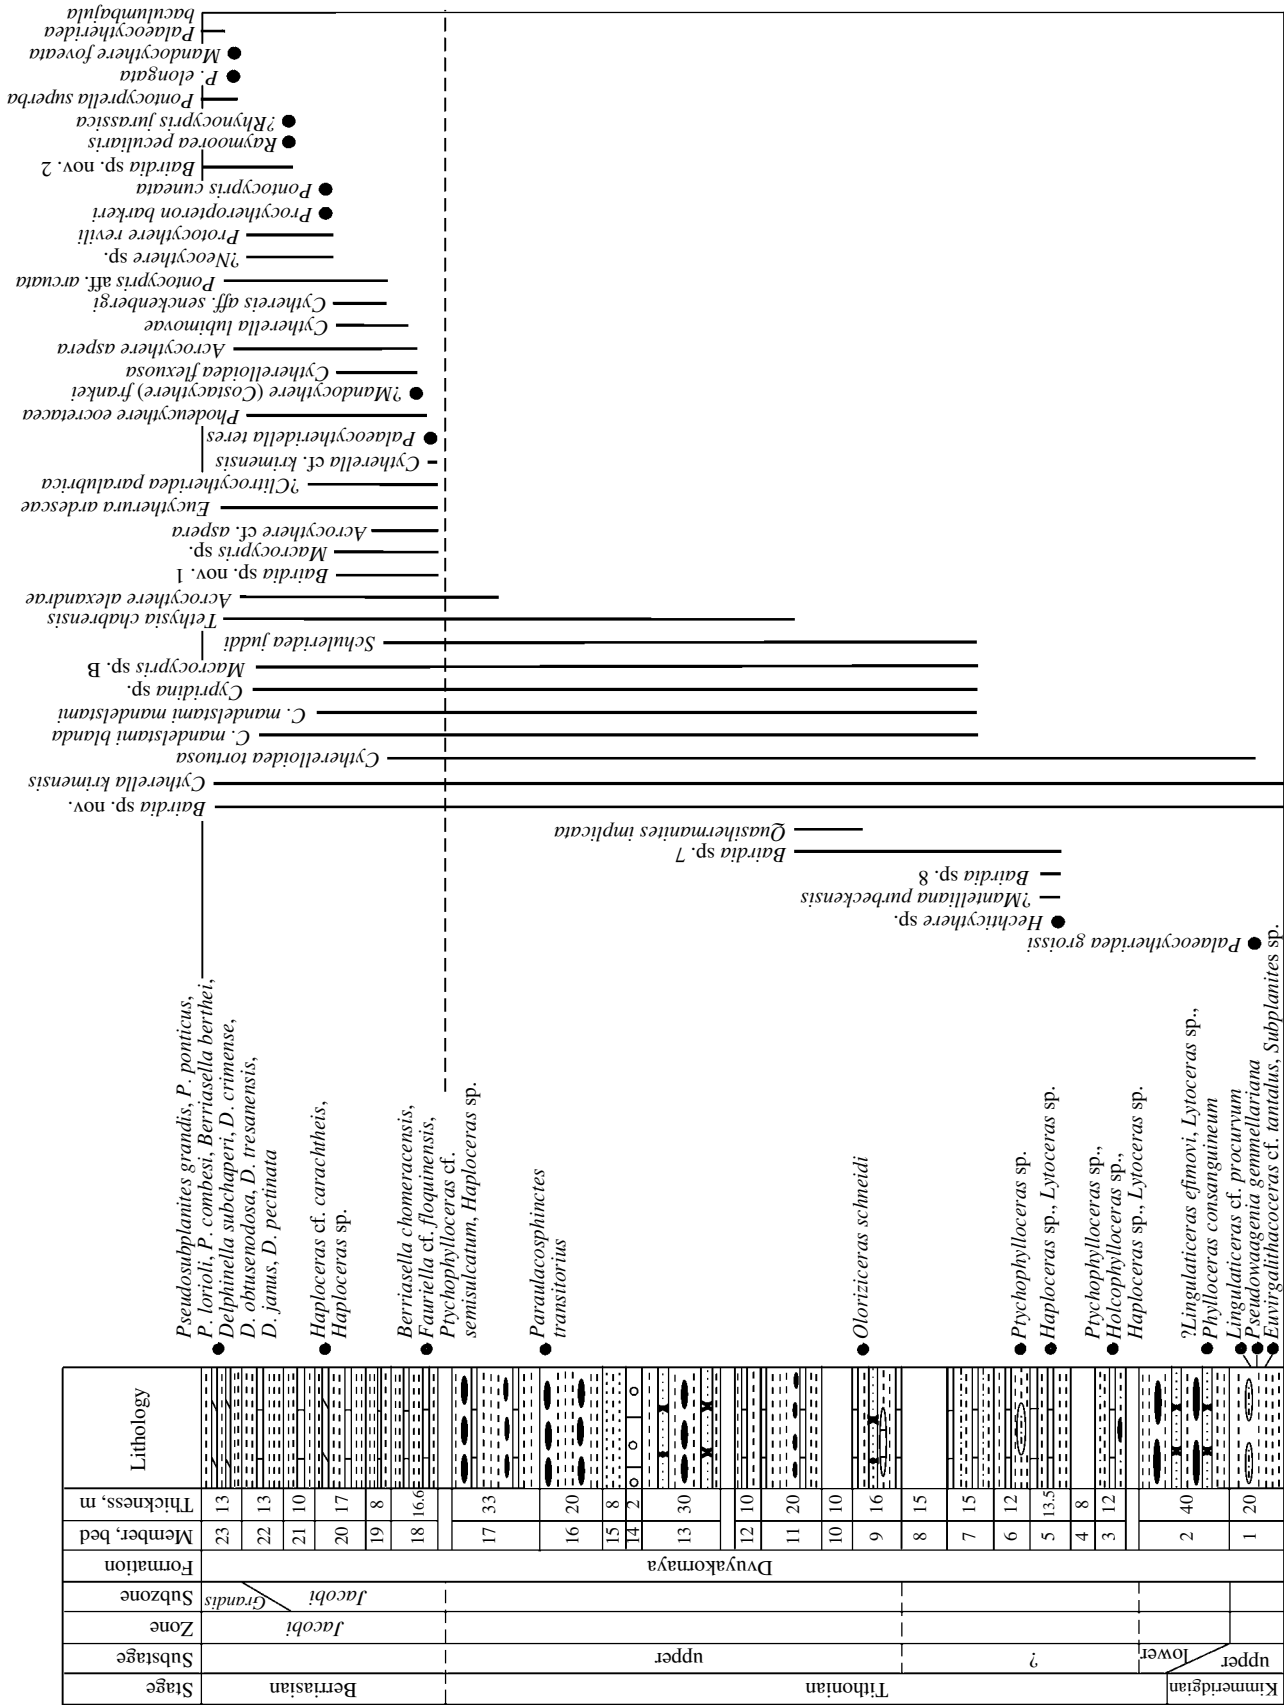 Stage
Substage
Zone
Subzone
Formation
Member, bed
Thickness, m
Lithology
Berriasian
Tithonian
Kimmeridgian
upper
?
lower
upper
Jacobi
Grandis
Jacobi
Dvuyakornaya
23 13
22 13
21 10
20 17
19 8
18 16.6
17 33
16 20
15 8
14 2
13 30
12 10
11 20
10 10
9 16
8 15
7 15
6 12
5 13.5
4 8
3 12
2 40
1 20
Pseudosubplanites grandis, P. ponticus,
P. lorioli, P. combesi, Berriasella berthei,
Delphinella subchaperi, D. crimense,
D. obtusenodosa, D. tresanensis,
D. janus, D. pectinata
Haploceras cf. carachtheis,
Haploceras sp.
Berriasella chomeracensis,
Fauriella cf. floquinensis,
Ptychophylloceras cf.
semisulcatum, Haploceras sp.
Paraulacosphinctes
transitorius
Oloriziceras schneidi
Ptychophylloceras sp.
Haploceras sp., Lytoceras sp.
Ptychophylloceras sp.,
Holcophylloceras sp.,
Haploceras sp., Lytoceras sp.
?Lingulaticeras efimovi, Lytoceras sp.,
Phylloceras consanguineum
Lingulaticeras cf. procurvum
Pseudowaagenia gemmellariana
Euvirgalithacoceras cf. tantalus, Subplanites sp.
Palaeocytheridea groissi
Hechticythere sp.
?Mantelliana purbeckensis
Bairdia sp. 8
Bairdia sp. 7
Quasihermanites implicata
Bairdia sp. nov.
Cytherella krimensis
Cytherelloidea tortuosa
C. mandelstami blanda
C. mandelstami mandelstami
Cypridina sp.
Macrocypris sp. B
Schuleridea juddi
Tethysia chabrensis
Acrocythere alexandrae
Bairdia sp. nov. 1
Macrocypris sp.
Acrocythere cf. aspera
Eucytherura ardescae
?Clitrocytheridea paralubrica
Cytherella cf. krimensis
Palaeocytheridella teres
Phodeucythere eocretacea
?Mandocythere (Costacythere) frankei
Cytherelloidea flexuosa
Acrocythere aspera
Cytherella lubimovae
Cythereis aff. senckenbergi
Pontocypris aff. arcuata
?Neocythere sp.
Protocythere revili
Procytheropteron barkeri
Pontocypris cuneata
Bairdia sp. nov. 2
Raymoorea peculiaris
?Rhynocypris jurassica
Pontocyprella superba
P. elongata
Mandocythere foveata
Palaeocytheridea
baculumbajula